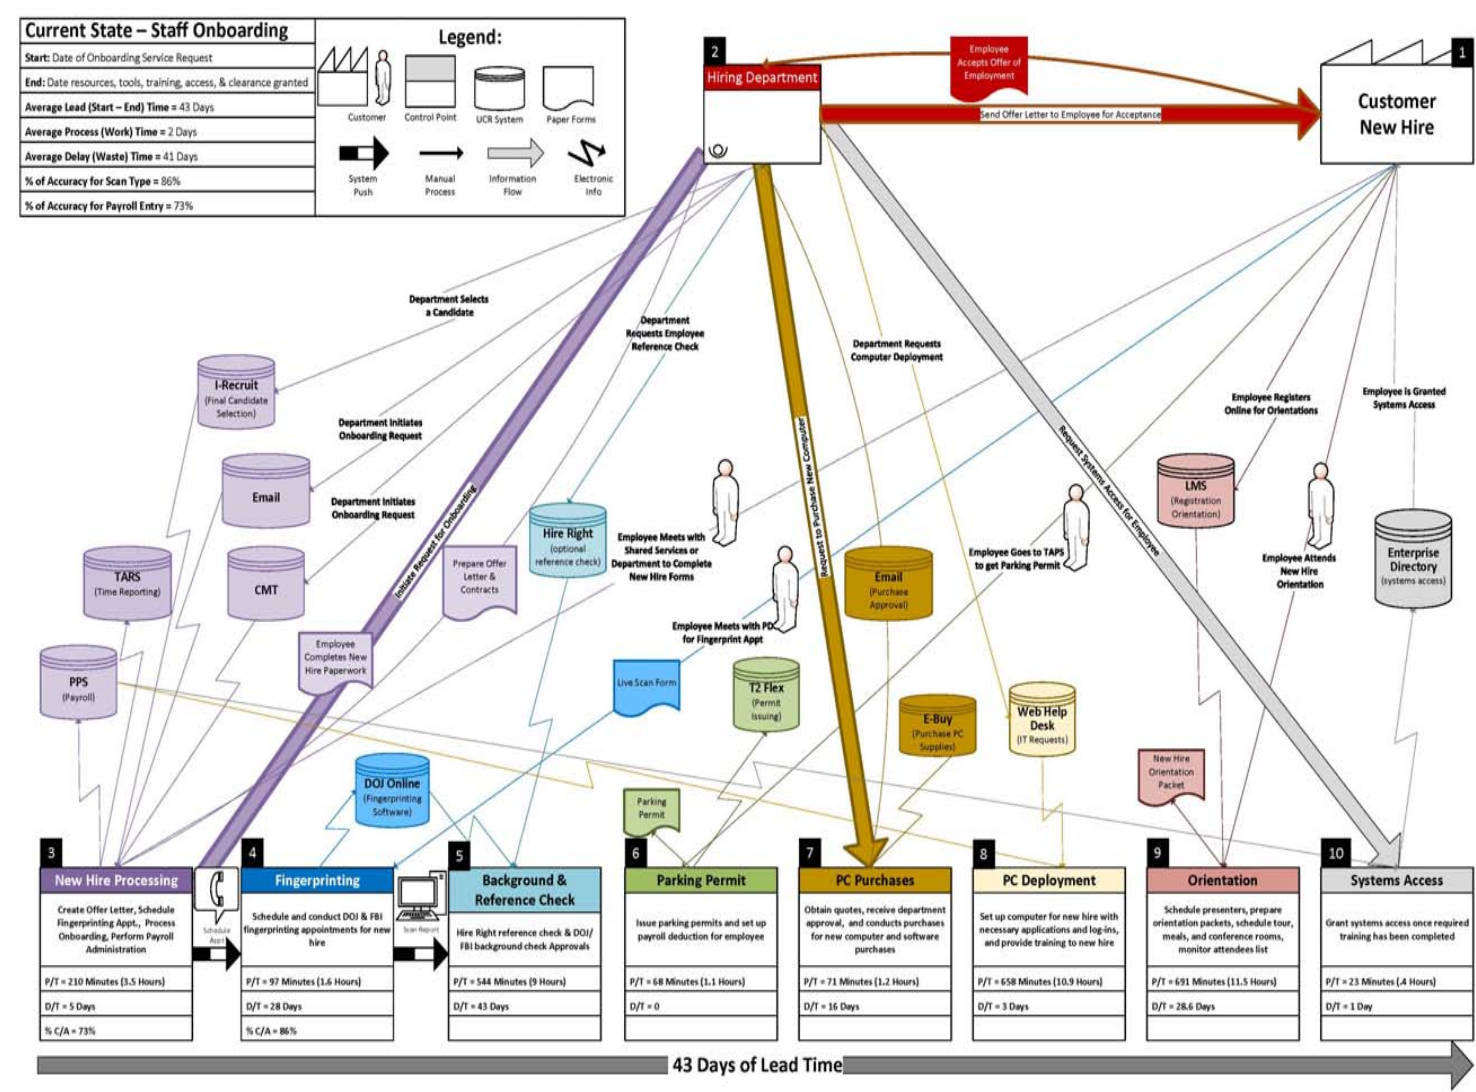 Current State – Staff Onboarding
Start: Date of Onboarding Service Request
End: Date resources, tools, training, access, & clearance granted
Average Lead (Start – End) Time = 43 Days
Average Process (Work) Time = 2 Days
Average Delay (Waste) Time = 41 Days
% of Accuracy for Scan Type = 86%
% of Accuracy for Payroll Entry = 73%
Legend:
Customer
Control Point
UCR System
Paper Forms
System
Push
Manual
Process
Information
Flow
Electronic
Info
2
Hiring Department
Employee
Accepts Offer of
Employment
Send Offer Letter to Employee for Acceptance
1
Customer
New Hire
Department Selects
a Candidate
Department
Requests Employee
Reference Check
Department Requests
Computer Deployment
I-Recruit
(Final Candidate
Selection)
Department Initiates
Onboarding Request
Employee Registers
Online for Orientations
Employee is Granted
Systems Access
Email
Department Initiates
Onboarding Request
Initiate Request for Onboarding
Request to Purchase New Computer
Request Systems Access for Employee
LMS
(Registration
Orientation)
Hire Right
(optional
reference check)
Employee Meets with
Shared Services or
Department to Complete
New Hire Forms
Employee Goes to TAPS
to get Parking Permit
Employee Attends
New Hire
Orientation
Enterprise
Directory
(systems access)
TARS
(Time Reporting)
CMT
Prepare Offer
Letter &
Contracts
Email
(Purchase
Approval)
Employee Meets with PD
for Fingerprint Appt
Employee
Completes New
Hire Paperwork
PPS
(Payroll)
Live Scan Form
T2 Flex
(Permit
Issuing)
E-Buy
(Purchase PC
Supplies)
Web Help
Desk
(IT Requests)
DOJ Online
(Fingerprinting
Software)
New Hire
Orientation
Packet
Parking
Permit
3
New Hire Processing
Create Offer Letter, Schedule
Fingerprinting Appt., Process
Onboarding, Perform Payroll
Administration
P/T = 210 Minutes (3.5 Hours)
D/T = 5 Days
% C/A = 73%
Schedule
Appt
4
Fingerprinting
Schedule and conduct DOJ & FBI
fingerprinting appointments for new
hire
P/T = 97 Minutes (1.6 Hours)
D/T = 28 Days
% C/A = 86%
Scan Report
5
Background &
Reference Check
Hire Right reference check & DOJ/
FBI background check Approvals
P/T = 544 Minutes (9 Hours)
D/T = 43 Days
6
Parking Permit
Issue parking permits and set up
payroll deduction for employee
P/T = 68 Minutes (1.1 Hours)
D/T = 0
7
PC Purchases
Obtain quotes, receive department
approval, and conducts purchases
for new computer and software
purchases
P/T = 71 Minutes (1.2 Hours)
D/T = 16 Days
8
PC Deployment
Set up computer for new hire with
necessary applications and log-ins,
and provide training to new hire
P/T = 658 Minutes (10.9 Hours)
D/T = 3 Days
9
Orientation
Schedule presenters, prepare
orientation packets, schedule tour,
meals, and conference rooms,
monitor attendees list
P/T = 691 Minutes (11.5 Hours)
D/T = 28.6 Days
10
Systems Access
Grant systems access once required
training has been completed
P/T = 23 Minutes (.4 Hours)
D/T = 1 Day
43 Days of Lead Time